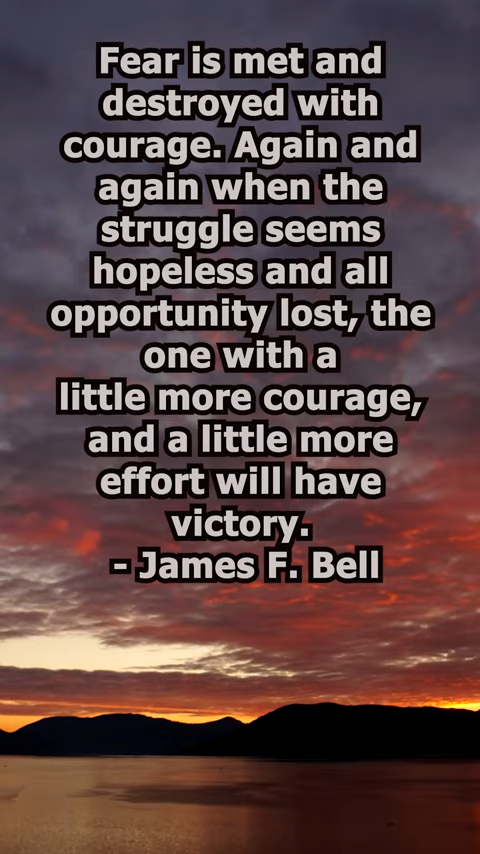 Fear is met and
destroyed with
courage. Again and
again when the
struggle seems
hopeless and all
opportunity lost, the
one with a
little more courage,
and a little more
effort will have
victory.
- James F. Bell